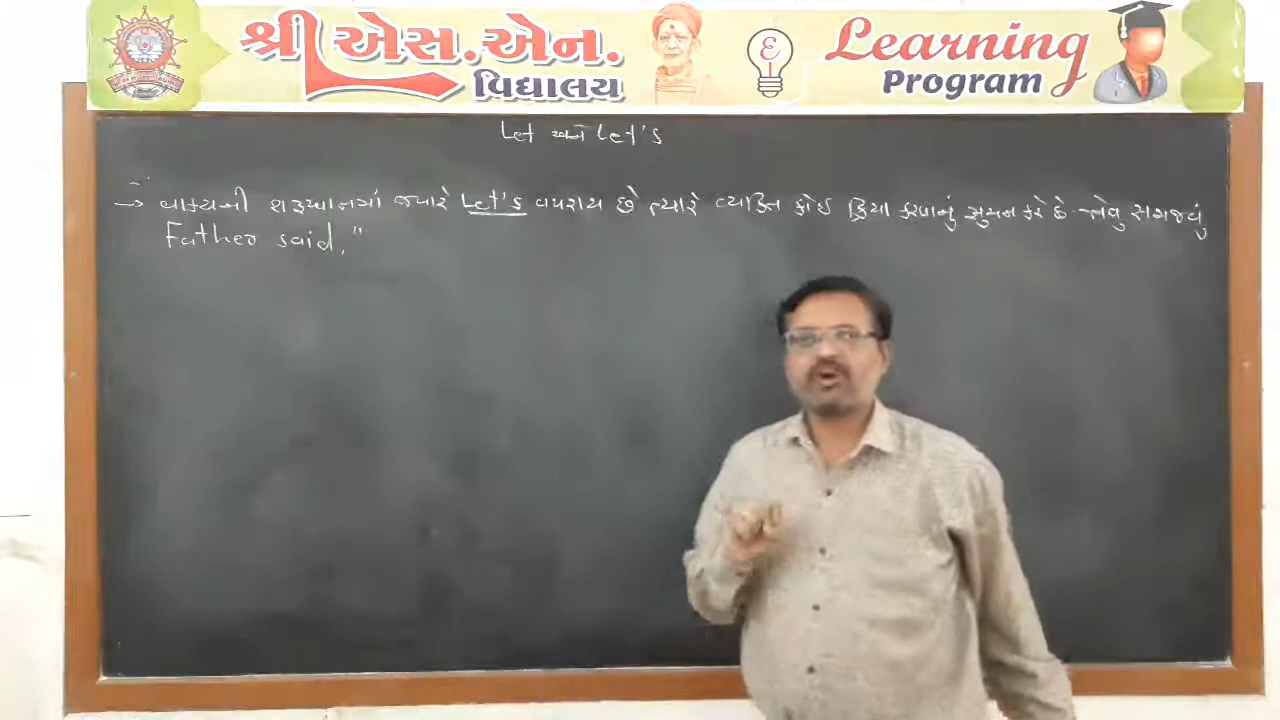 શ્રી એસ.એન.
વિદ્યાલય
Learning
Program
Let અને Let's
→ વાક્યની શરૂઆતમાં જ્યારે Let's વપરાય છે ત્યારે વ્યક્તિ કોઇ ક્રિયા કરવાનું સુચન કરે છે તેવુ સમજવું
Father said, "